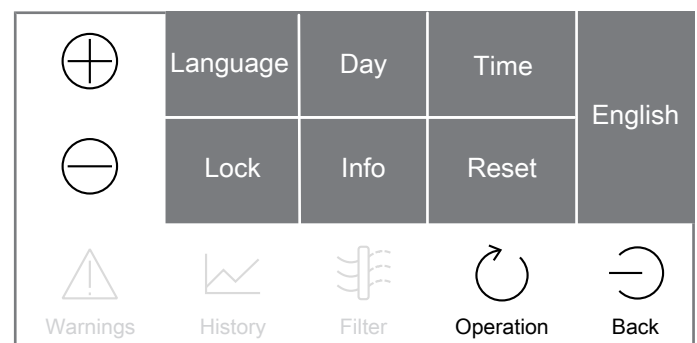 Language Day Time
English
Lock Info Reset
Warnings History Filter Operation Back